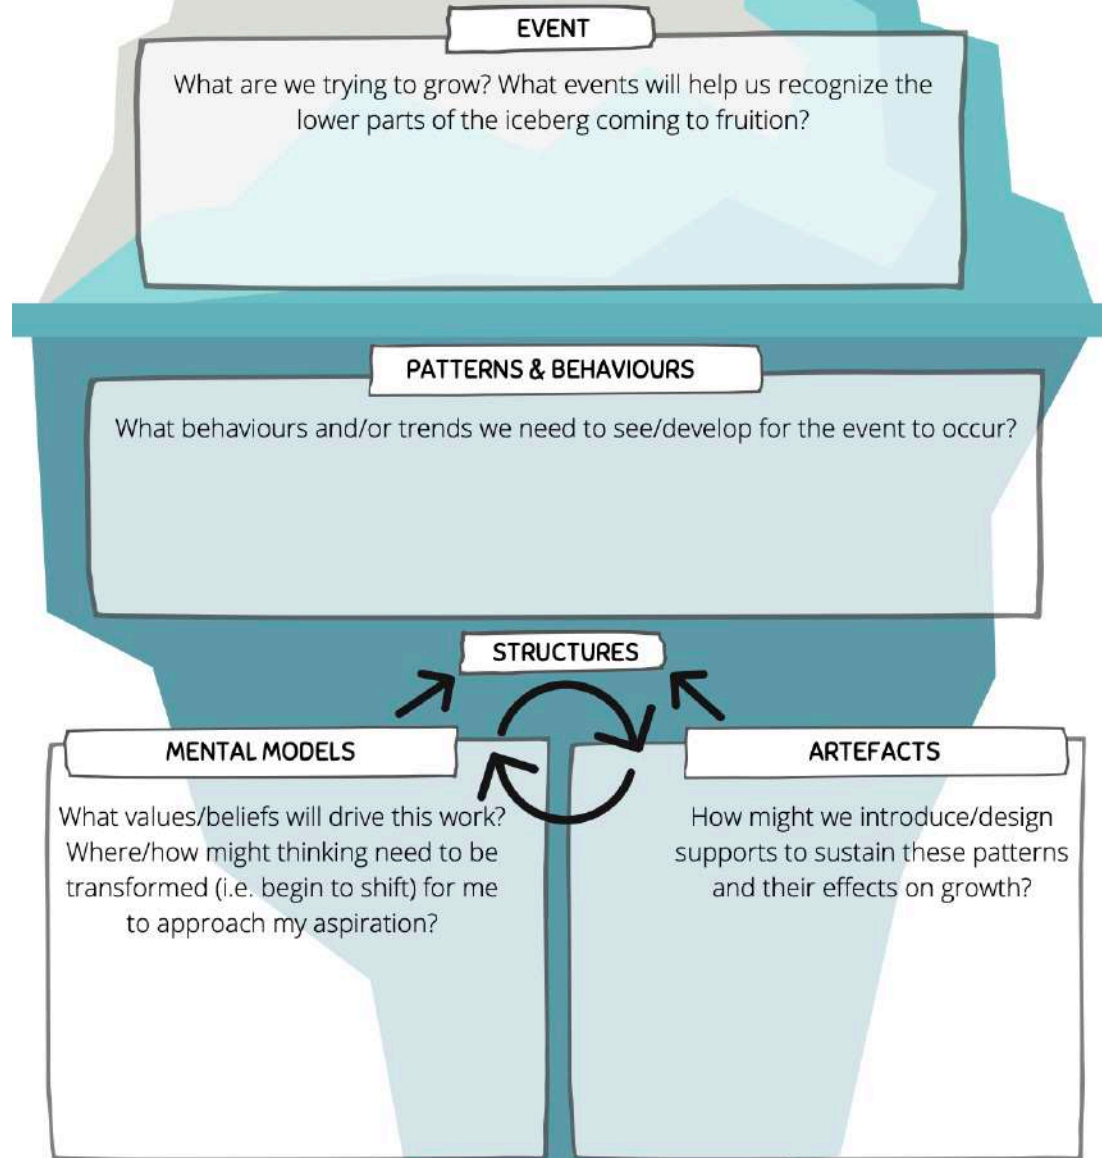 EVENT
What are we trying to grow? What events will help us recognize the
lower parts of the iceberg coming to fruition?
PATTERNS & BEHAVIOURS
What behaviours and/or trends we need to see/develop for the event to occur?
STRUCTURES
MENTAL MODELS
What values/beliefs will drive this work?
Where/how might thinking need to be
transformed (i.e. begin to shift) for me
to approach my aspiration?
ARTEFACTS
How might we introduce/design
supports to sustain these patterns
and their effects on growth?